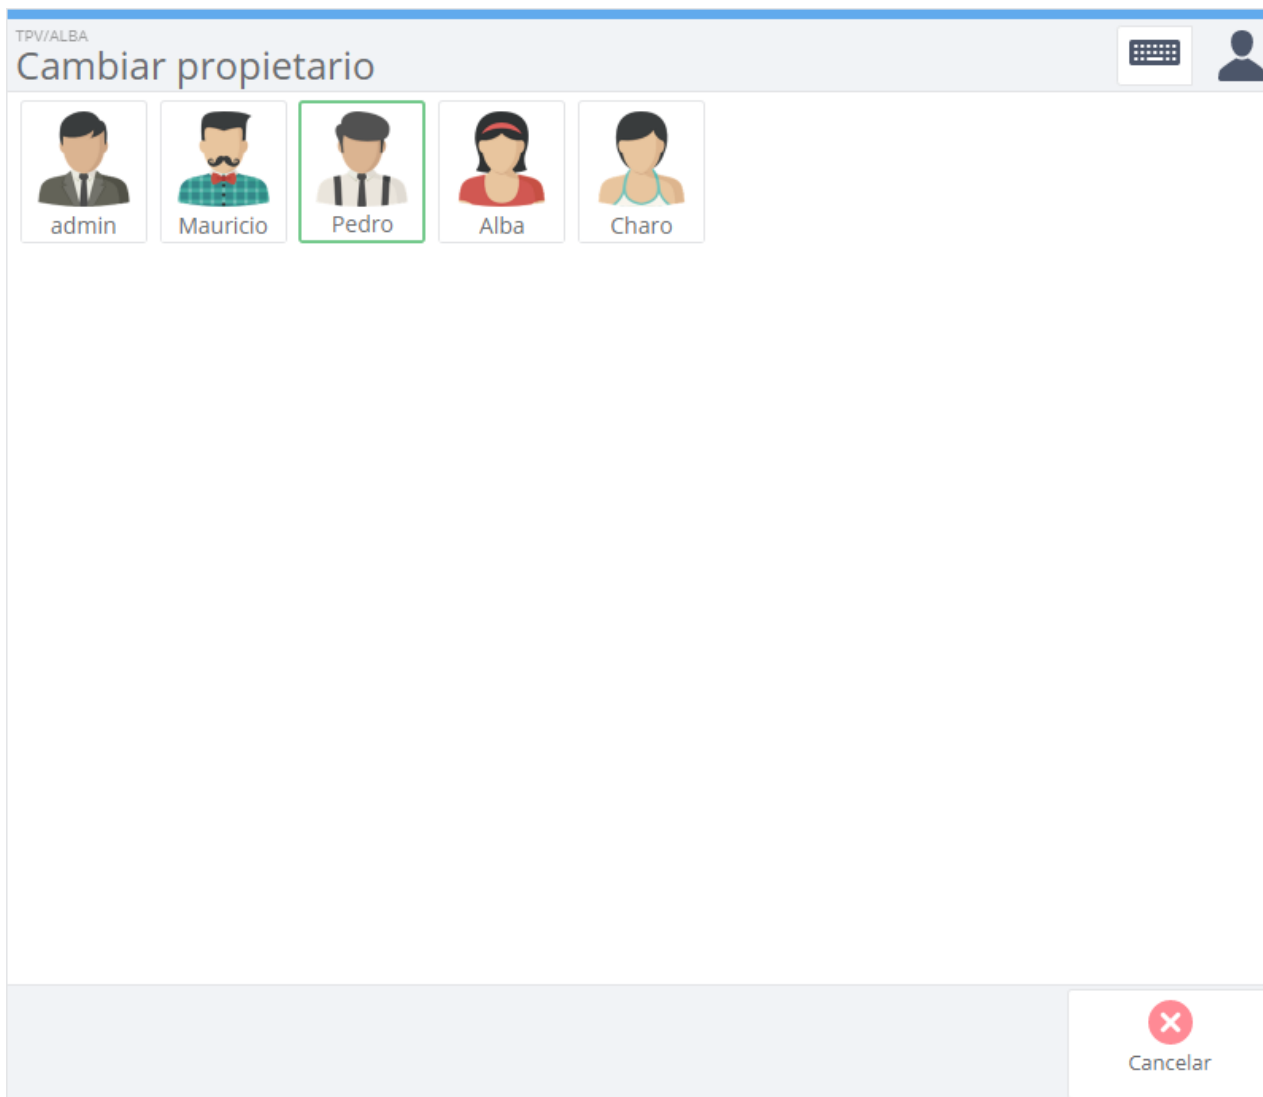 TPV/ALBA
Cambiar propietario
admin
Mauricio
Pedro
Alba
Charo
Cancelar